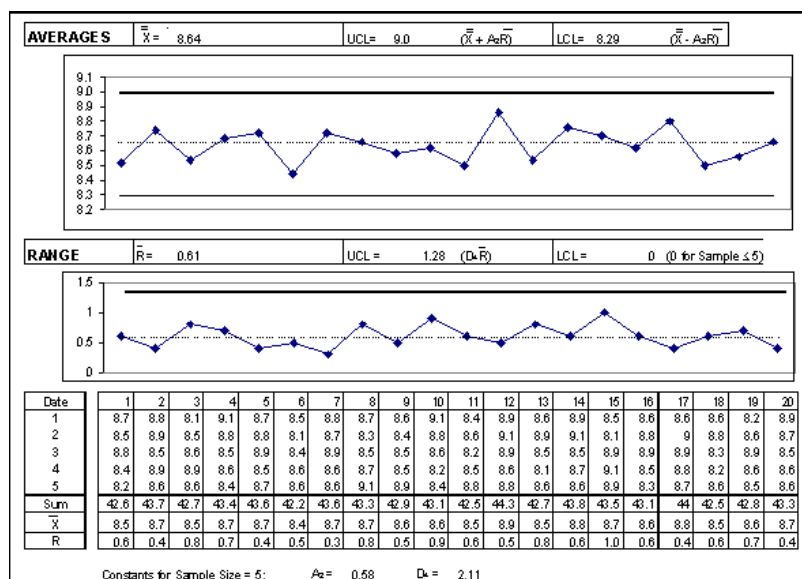 AVERAGES X̿ = 8.64 UCL= 9.0 (X̿ + A₂R̅) LCL= 8.29 (X̿ - A₂R̅)
9.1
9.0
8.9
8.8
8.7
8.6
8.5
8.4
8.3
8.2
RANGE R̅= 0.61 UCL = 1.28 (D₄R̅) LCL = 0 (0 for Sample ≤5)
1.5
1
0.5
0
Date 1 2 3 4 5 6 7 8 9 10 11 12 13 14 15 16 17 18 19 20
1 8.7 8.8 8.1 9.1 8.7 8.5 8.8 8.7 8.6 9.1 8.4 8.9 8.6 8.9 8.5 8.6 8.6 8.6 8.2 8.9
2 8.5 8.9 8.5 8.8 8.8 8.1 8.7 8.3 8.4 8.8 8.6 9.1 8.9 9.1 8.1 8.8 9 8.8 8.6 8.7
3 8.8 8.5 8.6 8.5 8.9 8.4 8.9 8.5 8.5 8.6 8.2 8.9 8.5 8.5 8.9 8.9 8.9 8.3 8.9 8.5
4 8.4 8.9 8.9 8.6 8.5 8.6 8.6 8.7 8.5 8.2 8.5 8.6 8.1 8.7 9.1 8.5 8.8 8.2 8.6 8.6
5 8.2 8.6 8.6 8.4 8.7 8.6 8.6 9.1 8.9 8.4 8.8 8.8 8.6 8.6 8.9 8.3 8.7 8.6 8.5 8.6
Sum 42.6 43.7 42.7 43.4 43.6 42.2 43.6 43.3 42.9 43.1 42.5 44.3 42.7 43.8 43.5 43.1 44 42.5 42.8 43.3
X̅ 8.5 8.7 8.5 8.7 8.7 8.4 8.7 8.7 8.6 8.6 8.5 8.9 8.5 8.8 8.7 8.6 8.8 8.5 8.6 8.7
R 0.6 0.4 0.8 0.7 0.4 0.5 0.3 0.8 0.5 0.9 0.6 0.5 0.8 0.6 1.0 0.6 0.4 0.6 0.7 0.4
Constants for Sample Size = 5: A₂= 0.58 D₄ = 2.11